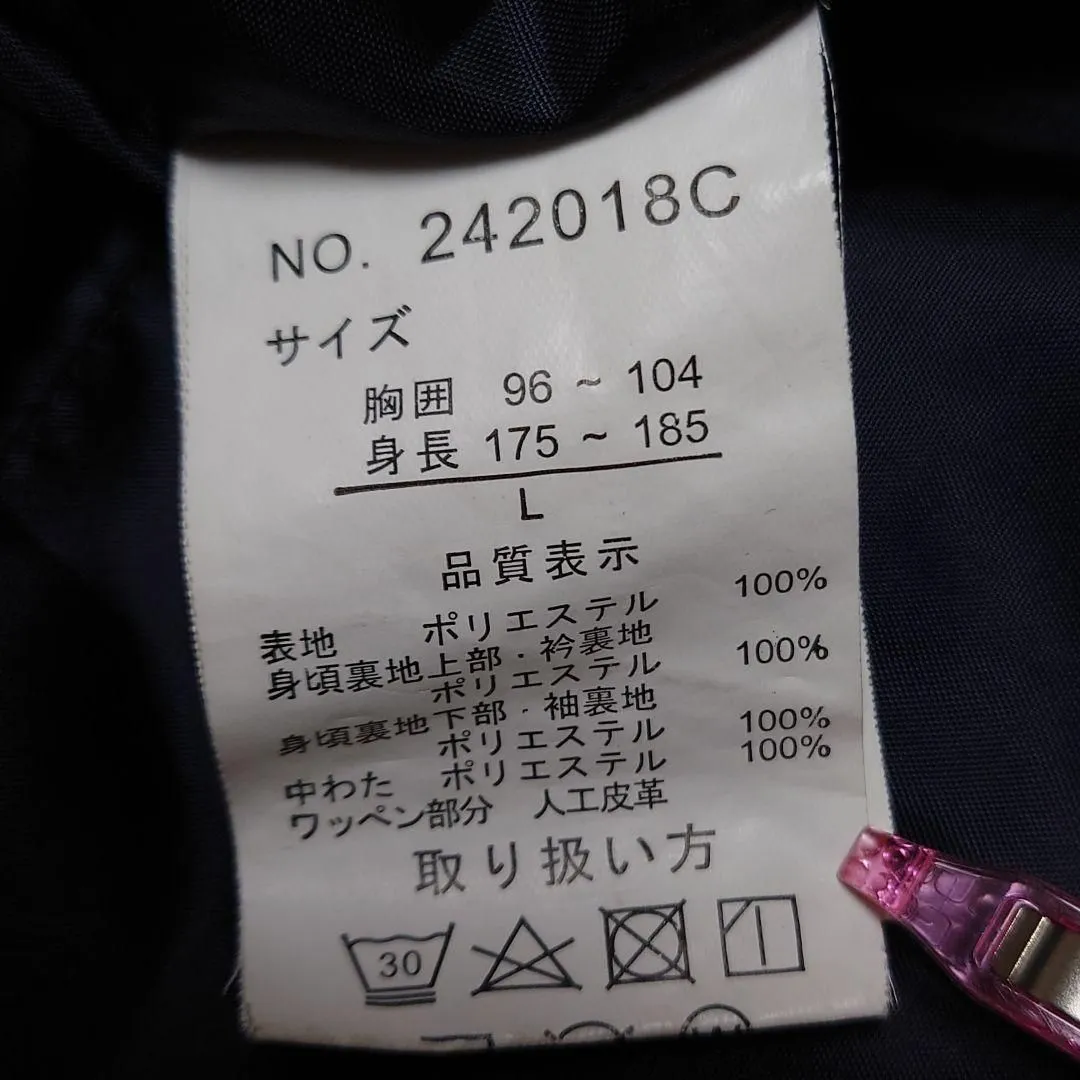 NO. 242018C
サイズ
胸囲 96 ~ 104
身長 175 ~ 185
L
品質表示
表地 ポリエステル 100%
身頃裏地上部・衿裏地
ポリエステル 100%
身頃裏地下部・袖裏地
ポリエステル 100%
中わた ポリエステル 100%
ワッペン部分 人工皮革
取り扱い方
30